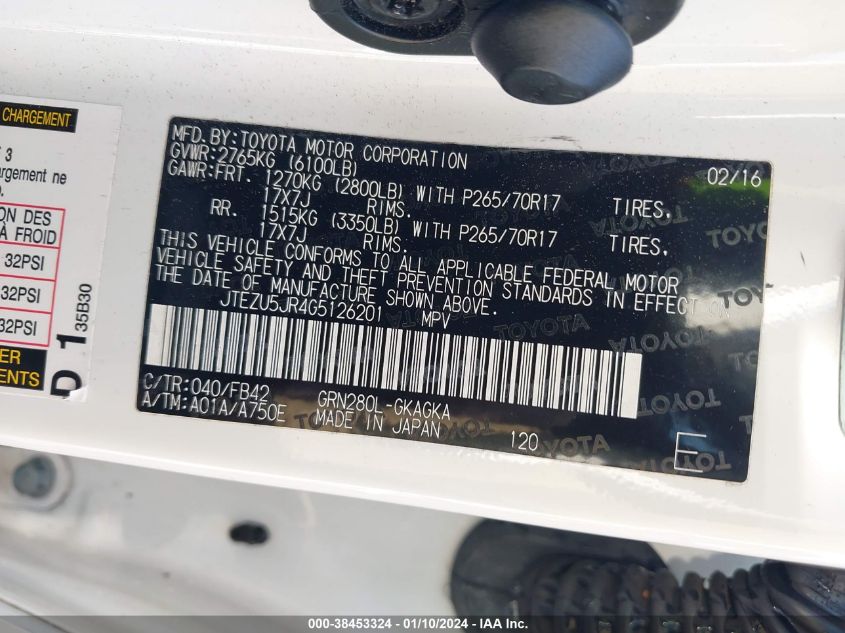 CHARGEMENT
3
argement ne
ON DES
À FROID
32PSI
32PSI
32PSI
ER
ENTS
D 1
35B30
MFD. BY: TOYOTA MOTOR CORPORATION 02/16
GVWR: 2765KG (6100LB)
GAWR: FRT. 1270KG (2800LB) WITH P265/70R17 TIRES,
17X7J RIMS.
RR. 1515KG (3350LB) WITH P265/70R17 TIRES,
17X7J RIMS.
THIS VEHICLE CONFORMS TO ALL APPLICABLE FEDERAL MOTOR
VEHICLE SAFETY AND THEFT PREVENTION STANDARDS IN EFFECT ON
THE DATE OF MANUFACTURE SHOWN ABOVE.
JTEZU5JR4G5126201 MPV
C/TR: 040/FB42 GRN280L-GKAGKA
A/TM: A01A/A750E MADE IN JAPAN 120 E
TOYOTA
000-38453324 - 01/10/2024 - IAA Inc.